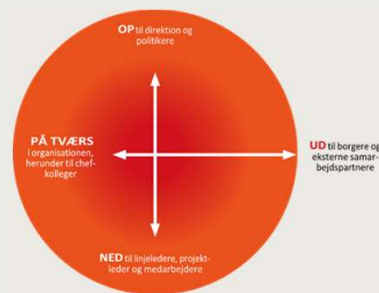 OP til direktion og
politikere
PÅ TVÆRS
i organisationen,
herunder til chef-
kolleger
UD til borgere og
eksterne samar-
bejdspartnere
NED til linjeledere, projekt-
leder og medarbejdere